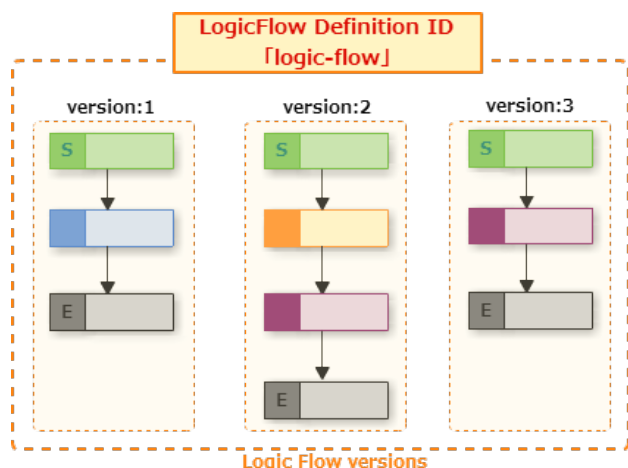 LogicFlow Definition ID
「logic-flow」
version:1
version:2
version:3
S
S
S
E
E
E
Logic Flow versions